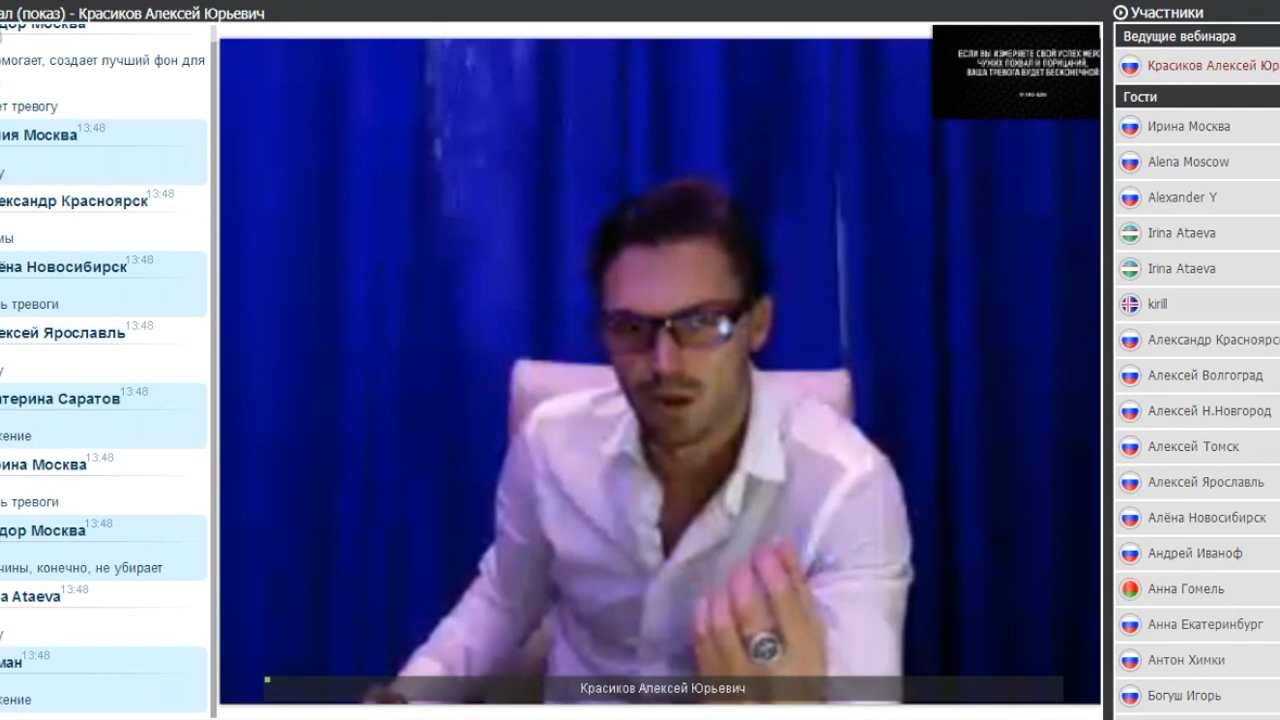 ал (показ) - Красиков Алексей Юрьевич
дор Москва
могает, создает лучший фон для
ет тревогу
ия Москва 13:48
у
ександр Красноярск 13:48
мы
ёна Новосибирск 13:48
ь тревоги
ексей Ярославль 13:48
у
терина Саратов 13:48
жение
рина Москва 13:48
ь тревоги
дор Москва 13:48
чины, конечно, не убирает
a Ataeva 13:48
у
ман 13:48
жение
ЕСЛИ ВЫ ИЗМЕРЯЕТЕ СВОЙ УСПЕХ МЕРО
ЧУЖИХ ПОХВАЛ И ПОРИЦАНИЙ,
ВАША ТРЕВОГА БУДЕТ БЕСКОНЕЧНОЙ
Красиков Алексей Юрьевич
Участники
Ведущие вебинара
Красиков Алексей Юр
Гости
Ирина Москва
Alena Moscow
Alexander Y
Irina Ataeva
Irina Ataeva
kirill
Александр Красноярс
Алексей Волгоград
Алексей Н.Новгород
Алексей Томск
Алексей Ярославль
Алёна Новосибирск
Андрей Иваноф
Анна Гомель
Анна Екатеринбург
Антон Химки
Богуш Игорь